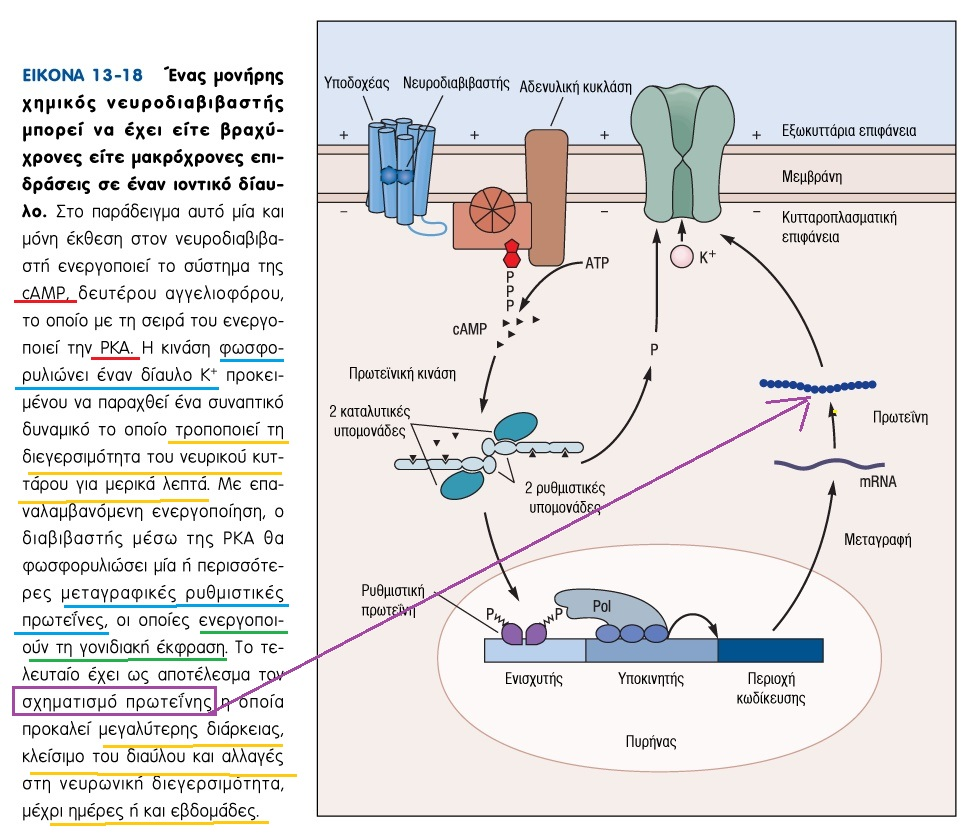 ΕΙΚΟΝΑ 13-18 Ένας μονήρης
χημικός νευροδιαβιβαστής
μπορεί να έχει είτε βραχύ-
χρονες είτε μακρόχρονες επι-
δράσεις σε έναν ιοντικό δίαυ-
λο. Στο παράδειγμα αυτό μία και
μόνη έκθεση στον νευροδιαβιβα-
στή ενεργοποιεί το σύστημα της
cAMP, δευτέρου αγγελιοφόρου,
το οποίο με τη σειρά του ενεργο-
ποιεί την PKA. Η κινάση φωσφο-
ρυλιώνει έναν δίαυλο K+ προκει-
μένου να παραχθεί ένα συναπτικό
δυναμικό το οποίο τροποποιεί τη
διεγερσιμότητα του νευρικού κυτ-
τάρου για μερικά λεπτά. Με επα-
ναλαμβανόμενη ενεργοποίηση, ο
διαβιβαστής μέσω της PKA θα
φωσφορυλιώσει μία ή περισσότε-
ρες μεταγραφικές ρυθμιστικές
πρωτεΐνες, οι οποίες ενεργοποι-
ούν τη γονιδιακή έκφραση. Το τε-
λευταίο έχει ως αποτέλεσμα τον
σχηματισμό πρωτεΐνης η οποία
προκαλεί μεγαλύτερης διάρκειας,
κλείσιμο του διαύλου και αλλαγές
στη νευρωνική διεγερσιμότητα,
μέχρι ημέρες ή και εβδομάδες.
Υποδοχέας
Νευροδιαβιβαστής
Αδενυλική κυκλάση
+ + + +
Εξωκυττάρια επιφάνεια
Μεμβράνη
– – –
Κυτταροπλασματική
επιφάνεια
K+
ATP
P
P
P
cAMP
P
Πρωτεϊνική κινάση
2 καταλυτικές
υπομονάδες
2 ρυθμιστικές
υπομονάδες
Πρωτεΐνη
mRNA
Μεταγραφή
Ρυθμιστική
πρωτεΐνη
P P
Pol
Ενισχυτής
Υποκινητής
Περιοχή
κωδίκευσης
Πυρήνας